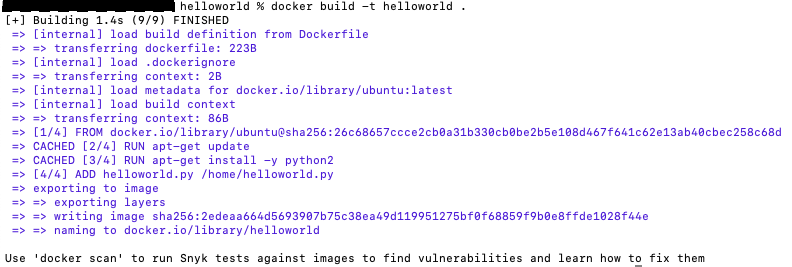 helloworld % docker build -t helloworld .
[+] Building 1.4s (9/9) FINISHED
=> [internal] load build definition from Dockerfile
=> => transferring dockerfile: 223B
=> [internal] load .dockerignore
=> => transferring context: 2B
=> [internal] load metadata for docker.io/library/ubuntu:latest
=> [internal] load build context
=> => transferring context: 86B
=> [1/4] FROM docker.io/library/ubuntu@sha256:26c68657ccce2cb0a31b330cb0be2b5e108d467f641c62e13ab40cbec258c68d
=> CACHED [2/4] RUN apt-get update
=> CACHED [3/4] RUN apt-get install -y python2
=> [4/4] ADD helloworld.py /home/helloworld.py
=> exporting to image
=> => exporting layers
=> => writing image sha256:2edeaa664d5693907b75c38ea49d119951275bf0f68859f9b0e8ffde1028f44e
=> => naming to docker.io/library/helloworld
Use 'docker scan' to run Snyk tests against images to find vulnerabilities and learn how to fix them